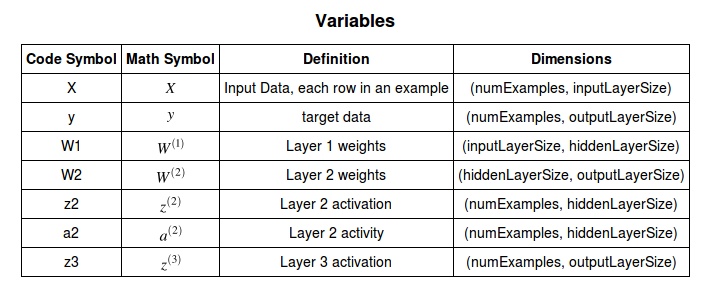 Variables
Code Symbol Math Symbol Definition Dimensions
X X Input Data, each row in an example (numExamples, inputLayerSize)
y y target data (numExamples, outputLayerSize)
W1 W^(1) Layer 1 weights (inputLayerSize, hiddenLayerSize)
W2 W^(2) Layer 2 weights (hiddenLayerSize, outputLayerSize)
z2 z^(2) Layer 2 activation (numExamples, hiddenLayerSize)
a2 a^(2) Layer 2 activity (numExamples, hiddenLayerSize)
z3 z^(3) Layer 3 activation (numExamples, outputLayerSize)